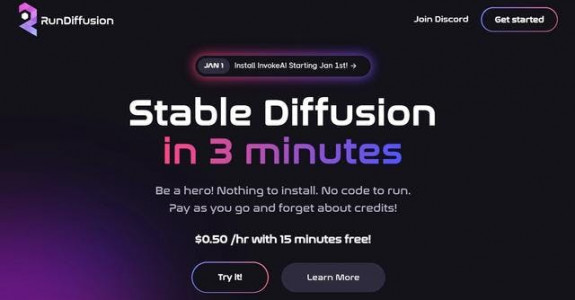 RunDiffusion
Join Discord
Get started
JAN 1 Install InvokeAI Starting Jan 1st! →
Stable Diffusion
in 3 minutes
Be a hero! Nothing to install. No code to run.
Pay as you go and forget about credits!
$0.50 /hr with 15 minutes free!
Try it!
Learn More